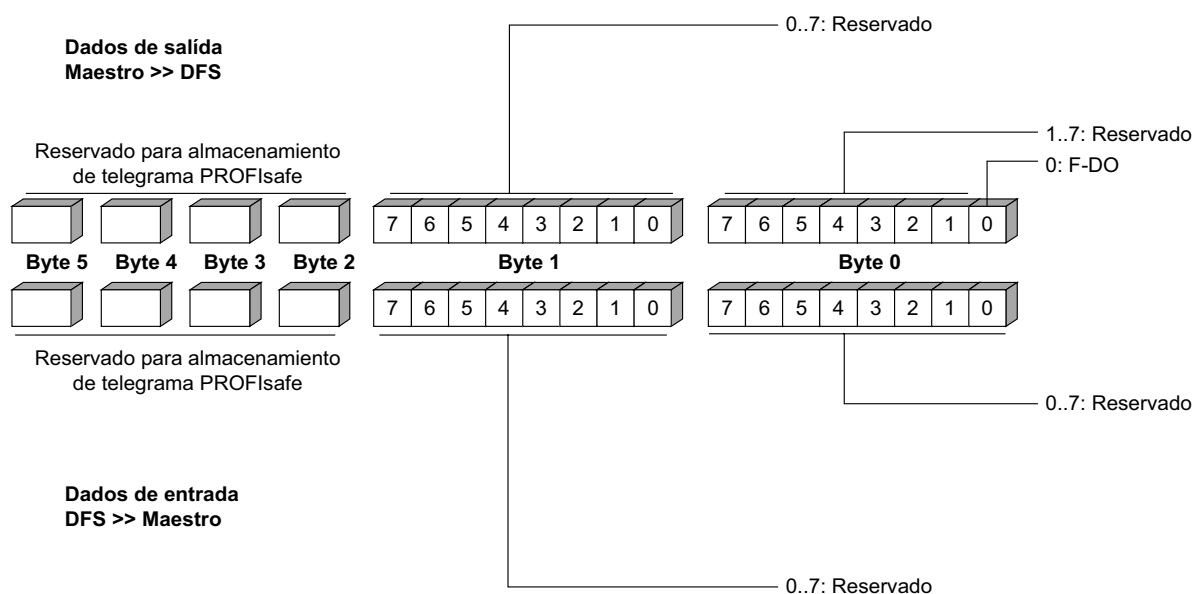 0..7: Reservado
Dados de salída
Maestro >> DFS
1..7: Reservado
Reservado para almacenamiento
de telegrama PROFIsafe
0: F-DO
7 6 5 4 3 2 1 0
7 6 5 4 3 2 1 0
Byte 5 Byte 4 Byte 3 Byte 2 Byte 1 Byte 0
7 6 5 4 3 2 1 0
7 6 5 4 3 2 1 0
Reservado para almacenamiento
de telegrama PROFIsafe
0..7: Reservado
Dados de entrada
DFS >> Maestro
0..7: Reservado